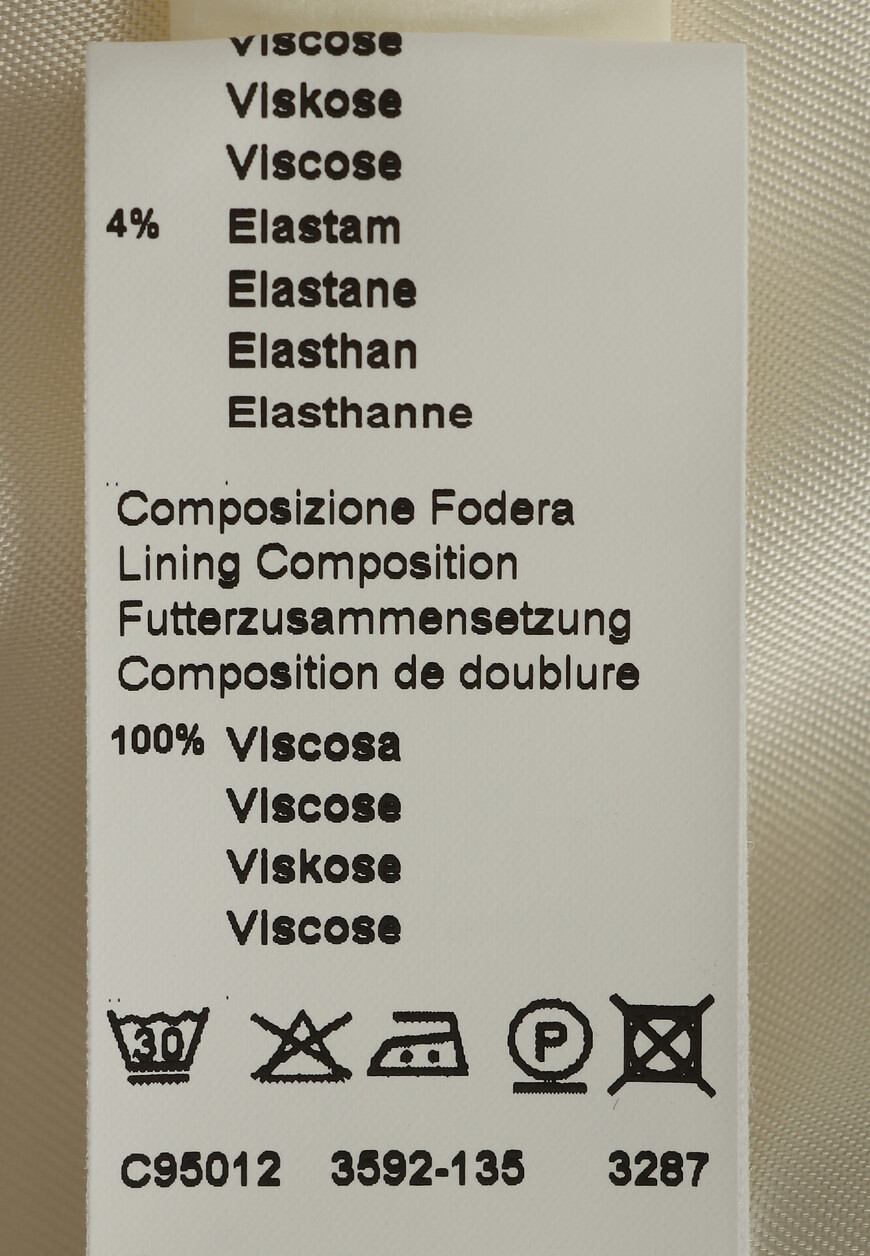 Viscose
Viskose
Viscose
4% Elastam
Elastane
Elasthan
Elasthanne
Composizione Fodera
Lining Composition
Futterzusammensetzung
Composition de doublure
100% Viscosa
Viscose
Viskose
Viscose
30 P
C95012 3592-135 3287